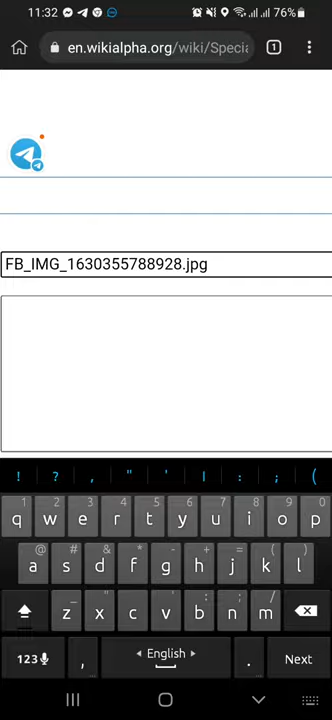 11:32 76%
en.wikialpha.org/wiki/Specia 1
FB_IMG_1630355788928.jpg
! ? , " ' | : ; (
1 2 3 4 5 6 7 8 9 0
q w e r t y u i o p
@ # & * - + = ( )
a s d f g h j k l
_ " ' : ; ! ? /
z x c v b n m
123 , English . Next